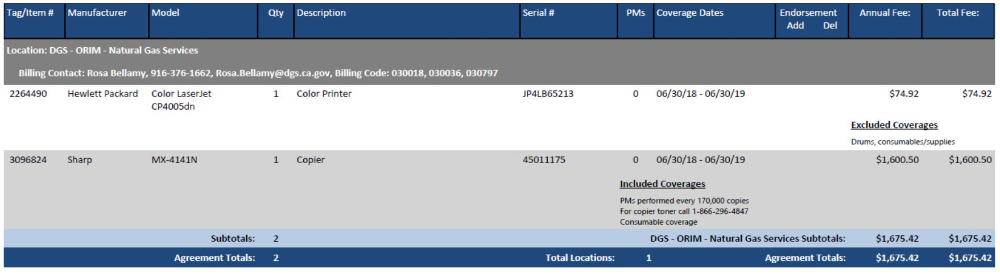 Tag/Item # Manufacturer Model Qty Description Serial # PMs Coverage Dates Endorsement Annual Fee: Total Fee:
Add Del
Location: DGS - ORIM - Natural Gas Services
Billing Contact: Rosa Bellamy, 916-376-1662, Rosa.Bellamy@dgs.ca.gov, Billing Code: 030018, 030036, 030797
2264490 Hewlett Packard Color LaserJet 1 Color Printer JP4LB65213 0 06/30/18 - 06/30/19 $74.92 $74.92
CP4005dn
Excluded Coverages
Drums, consumables/supplies
3096824 Sharp MX-4141N 1 Copier 45011175 0 06/30/18 - 06/30/19 $1,600.50 $1,600.50
Included Coverages
PMs performed every 170,000 copies
For copier toner call 1-866-296-4847
Consumable coverage
Subtotals: 2 DGS - ORIM - Natural Gas Services Subtotals: $1,675.42 $1,675.42
Agreement Totals: 2 Total Locations: 1 Agreement Totals: $1,675.42 $1,675.42